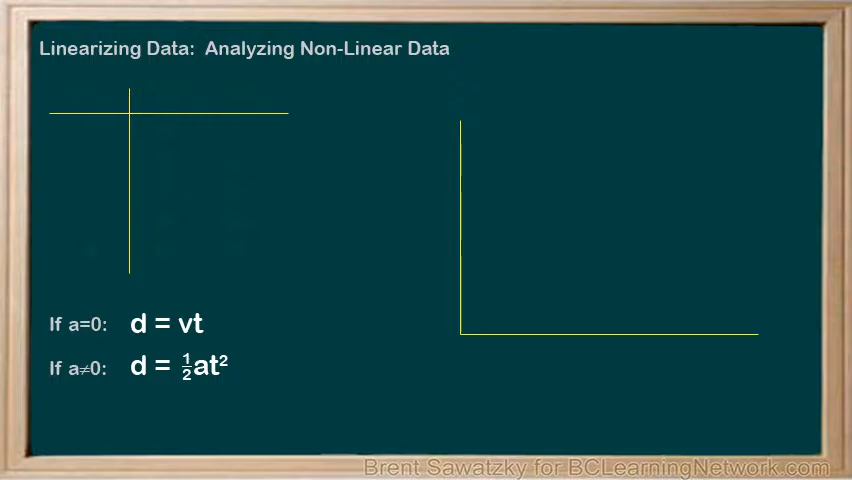 Linearizing Data: Analyzing Non-Linear Data
If a=0: d = vt
If a≠0: d = ½at²
Brent Sawatzky for BCLearningNetwork.com